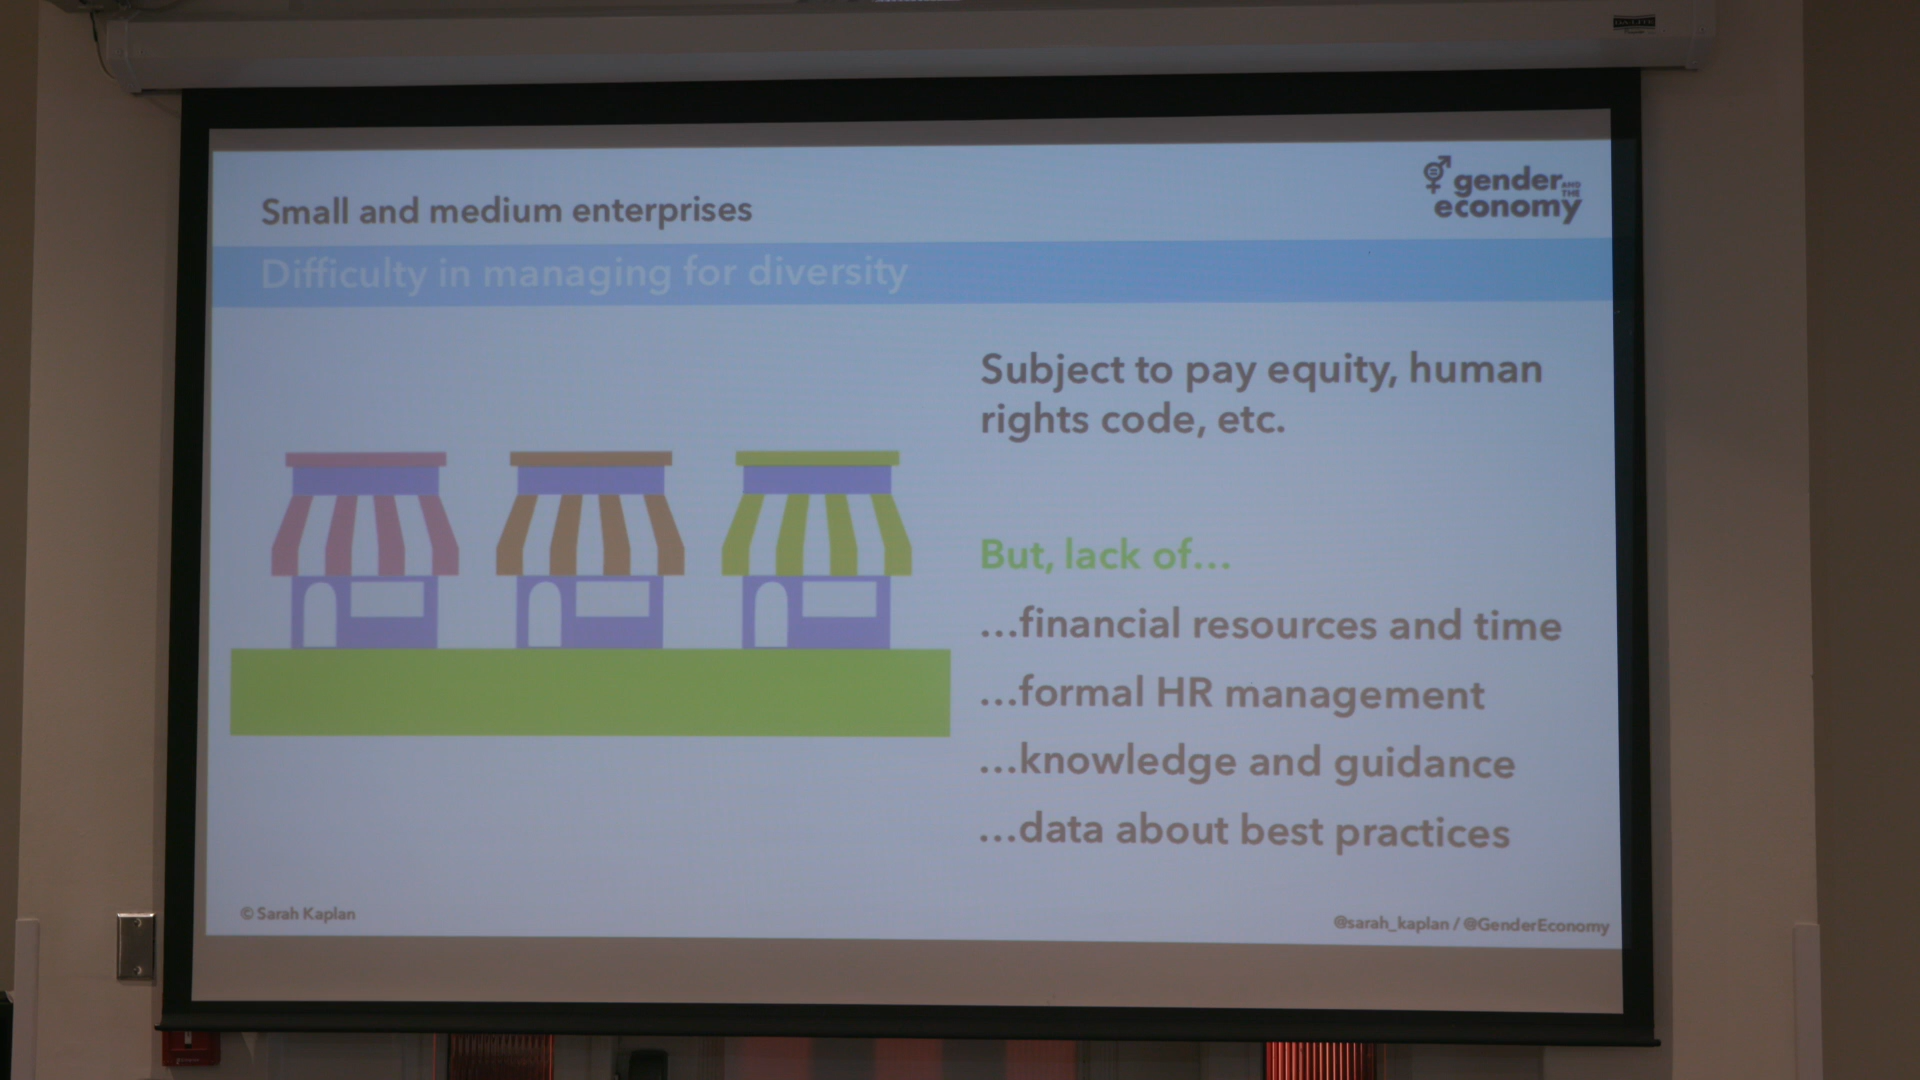 Small and medium enterprises
gender AND THE
economy
Difficulty in managing for diversity
Subject to pay equity, human
rights code, etc.
But, lack of...
...financial resources and time
...formal HR management
...knowledge and guidance
...data about best practices
© Sarah Kaplan
@sarah_kaplan / @GenderEconomy